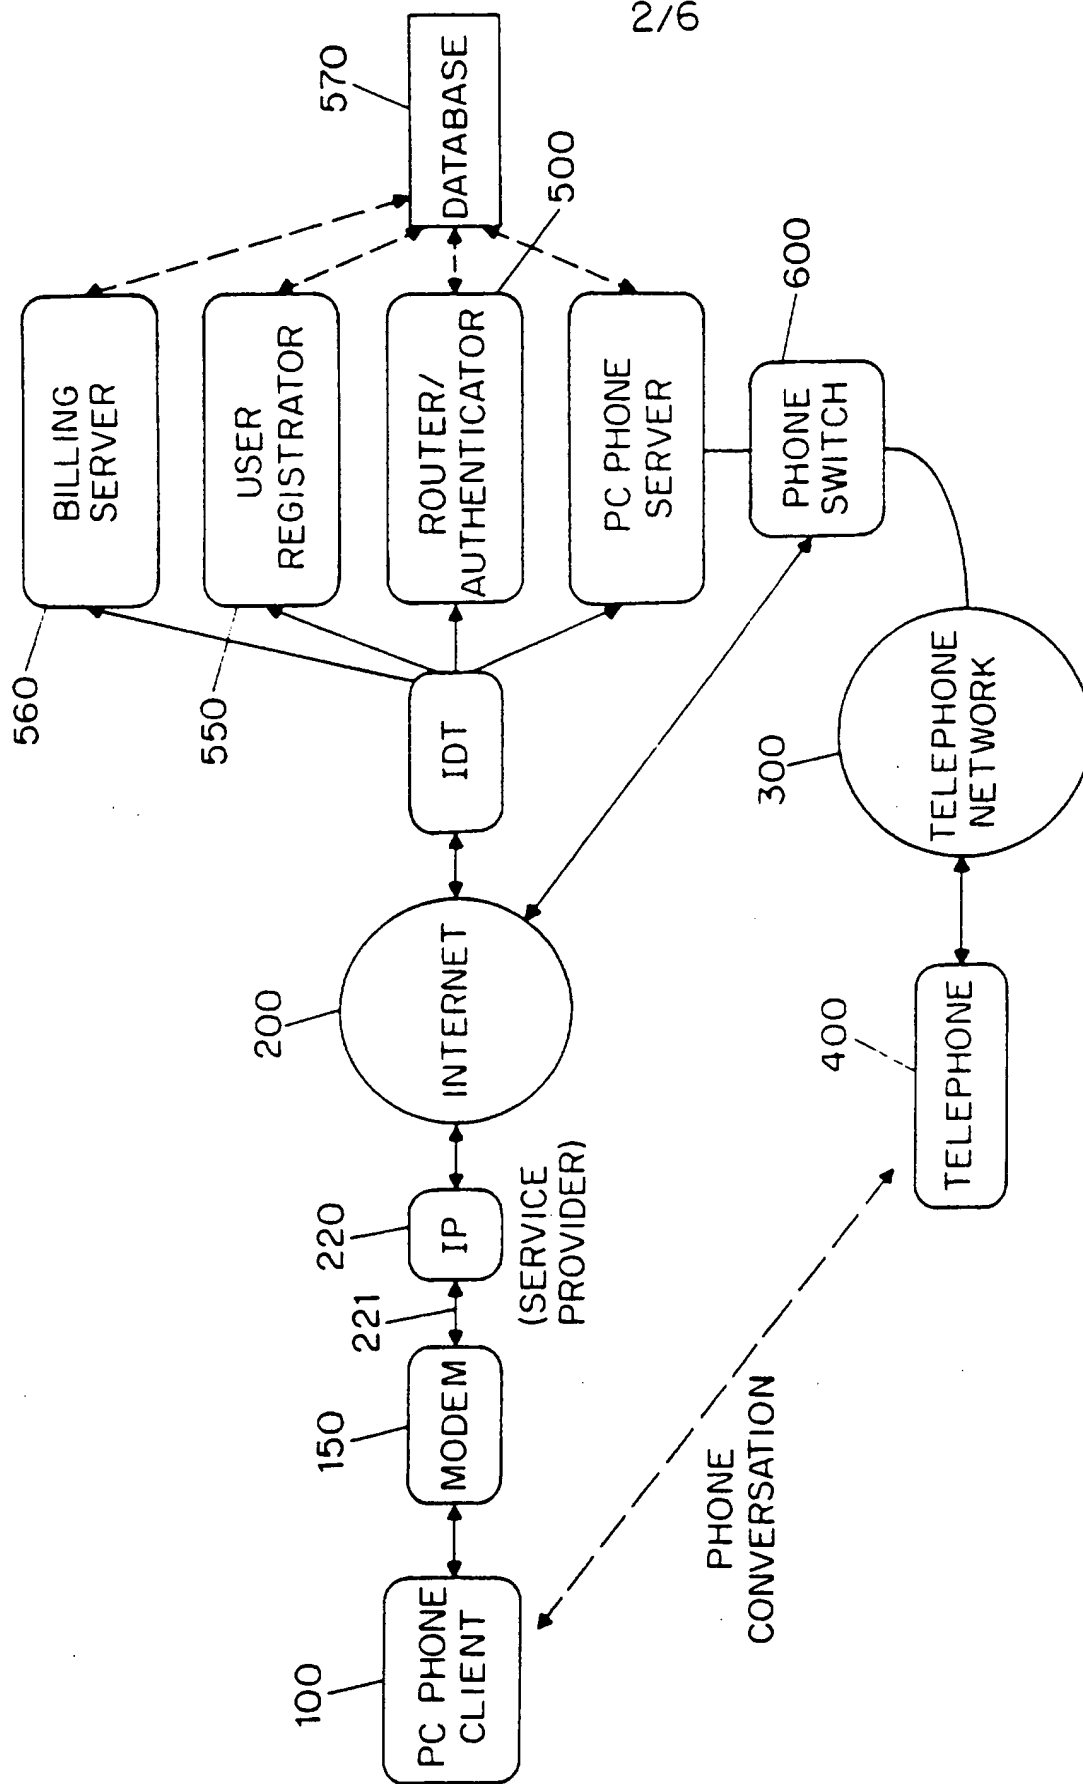 2/6
560
BILLING
SERVER
550
USER
REGISTRATOR
570
DATABASE
100
PC PHONE
CLIENT
150
MODEM
221
220
IP
(SERVICE
PROVIDER)
200
INTERNET
IDT
ROUTER/
AUTHENTICATOR
500
PC PHONE
SERVER
600
PHONE
SWITCH
300
TELEPHONE
NETWORK
400
TELEPHONE
PHONE
CONVERSATION